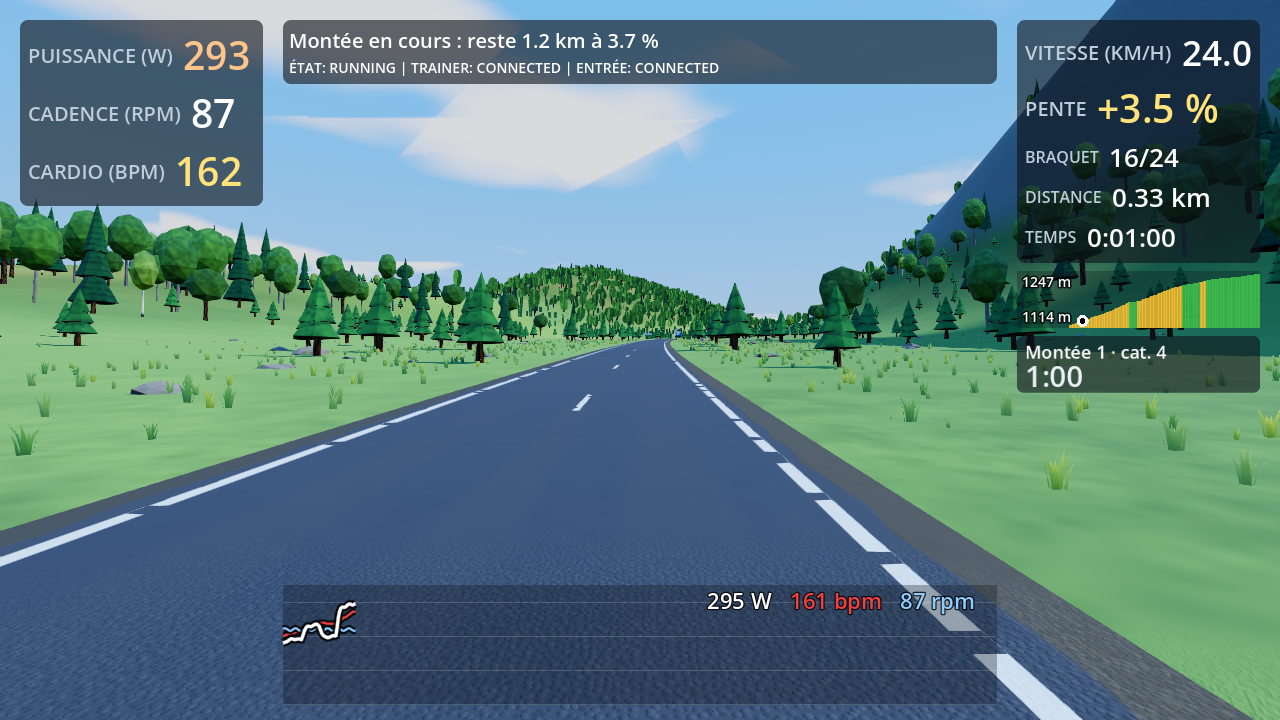 PUISSANCE (W) 293
CADENCE (RPM) 87
CARDIO (BPM) 162
Montée en cours : reste 1.2 km à 3.7 %
ÉTAT: RUNNING | TRAINER: CONNECTED | ENTRÉE: CONNECTED
VITESSE (KM/H) 24.0
PENTE +3.5 %
BRAQUET 16/24
DISTANCE 0.33 km
TEMPS 0:01:00
1247 m
1114 m
Montée 1 · cat. 4
1:00
295 W 161 bpm 87 rpm